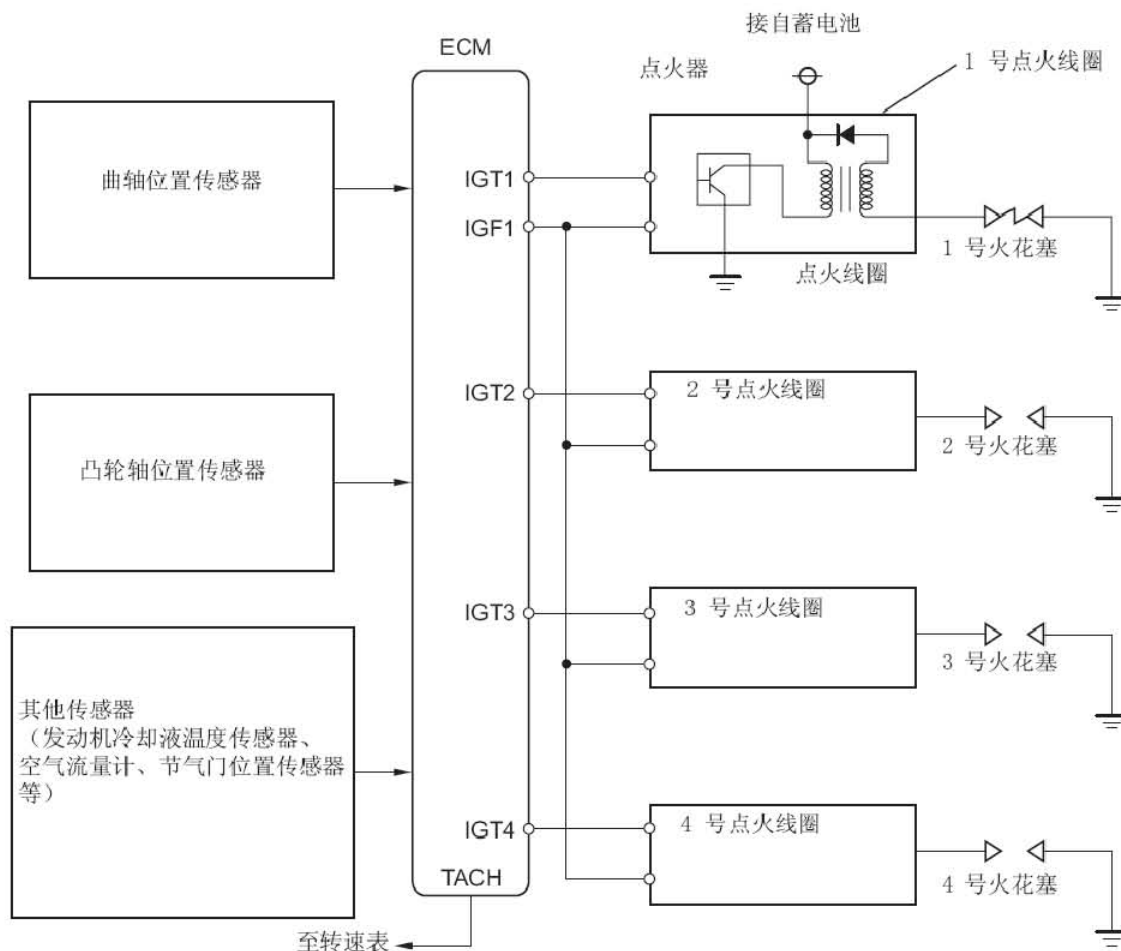 接自蓄电池
ECM
点火器
1 号点火线圈
曲轴位置传感器
IGT1
IGF1
1 号火花塞
点火线圈
IGT2
2 号点火线圈
2 号火花塞
凸轮轴位置传感器
IGT3
3 号点火线圈
3 号火花塞
其他传感器
（发动机冷却液温度传感器、
空气流量计、节气门位置传感器
等）
IGT4
4 号点火线圈
TACH
4 号火花塞
至转速表